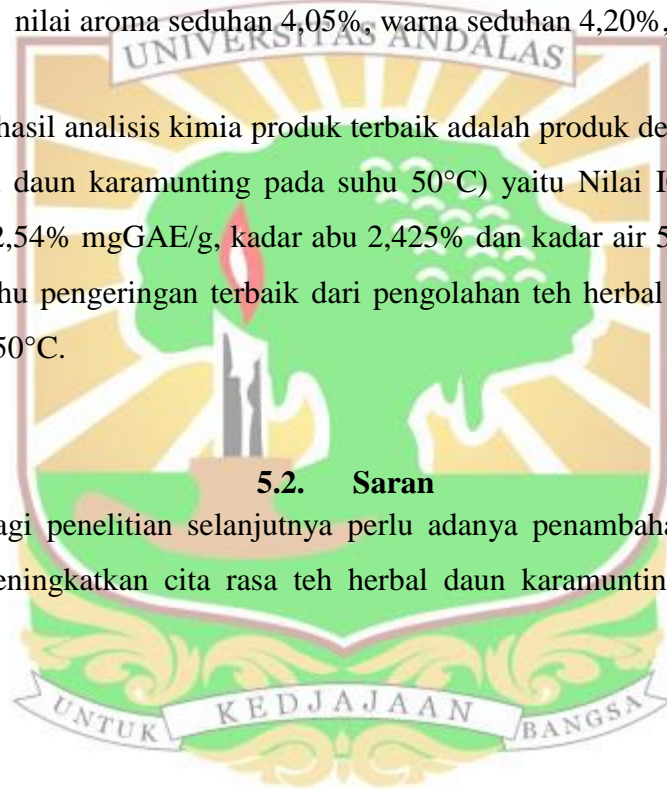 nilai aroma seduhan 4,05%, warna seduhan 4,20%,
UNIVERSITAS ANDALAS
hasil analisis kimia produk terbaik adalah produk de
daun karamunting pada suhu 50°C) yaitu Nilai I
2,54% mgGAE/g, kadar abu 2,425% dan kadar air 5
hu pengeringan terbaik dari pengolahan teh herbal
50°C.
5.2. Saran
agi penelitian selanjutnya perlu adanya penambaha
eningkatkan cita rasa teh herbal daun karamuntin
UNTUK KEDJAJAAN BANGSA